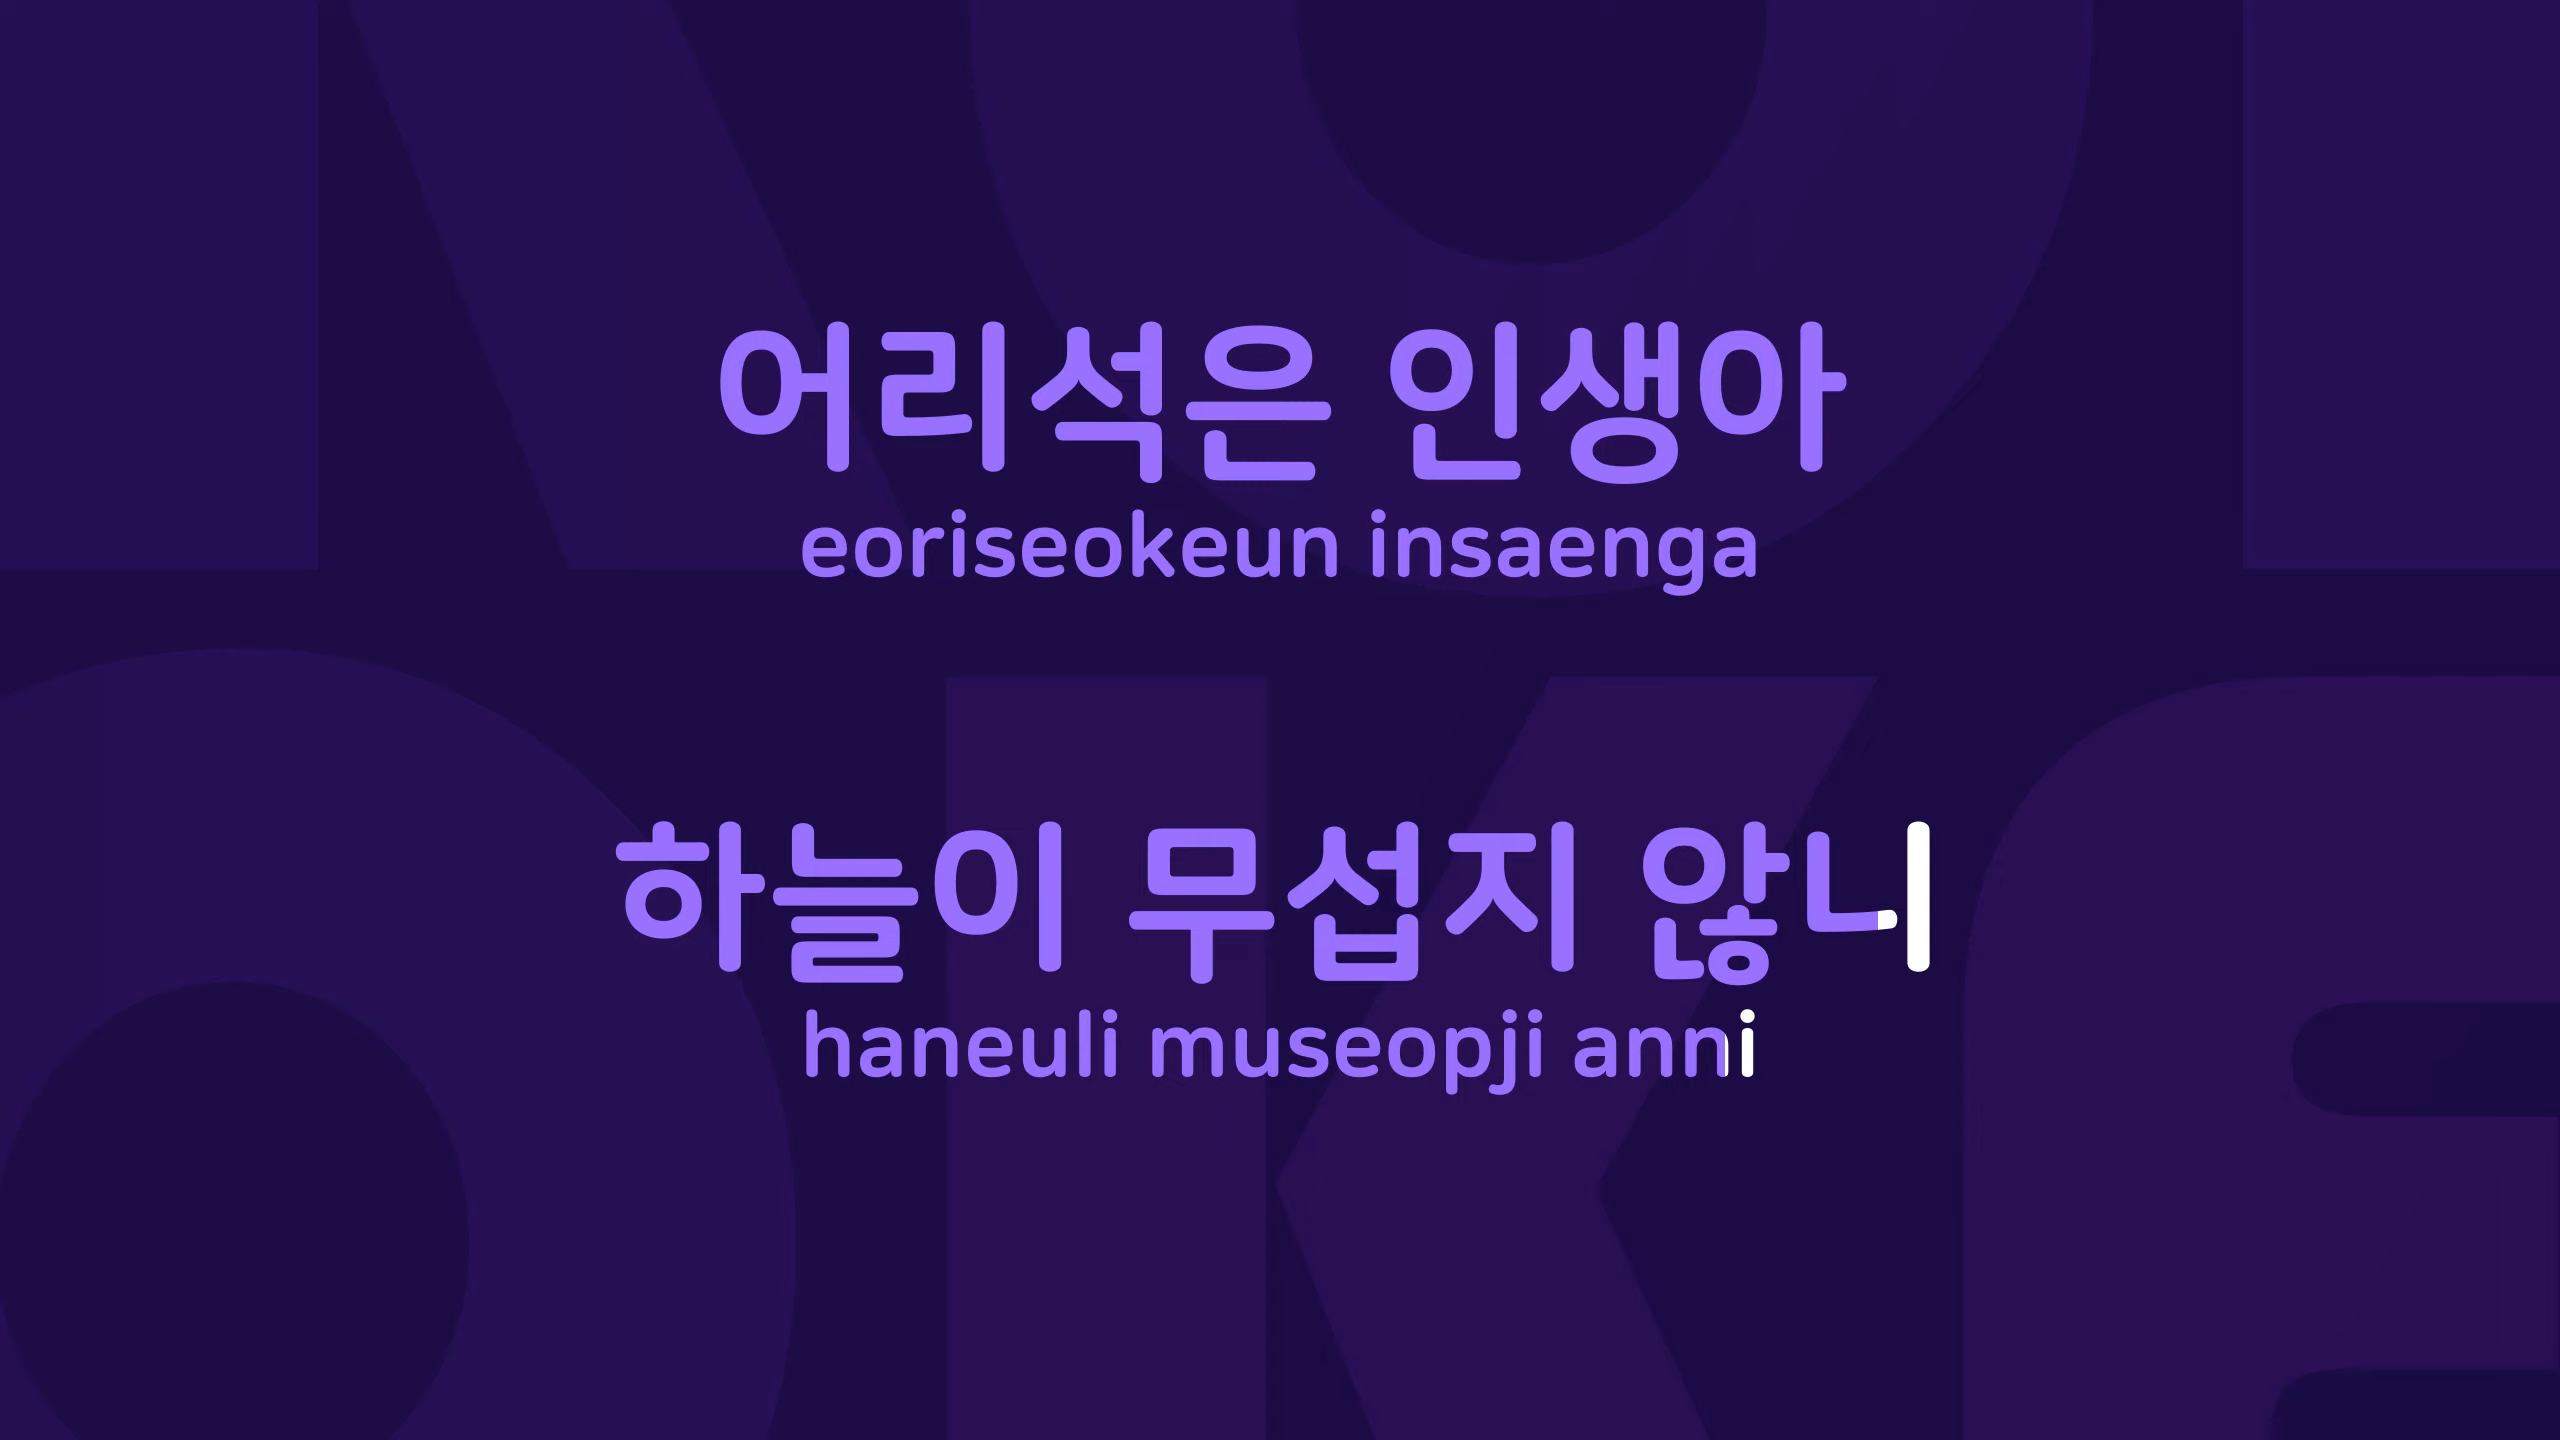 어리석은 인생아
eoriseokeun insaenga
하늘이 무섭지 않니
haneuli museopji anni